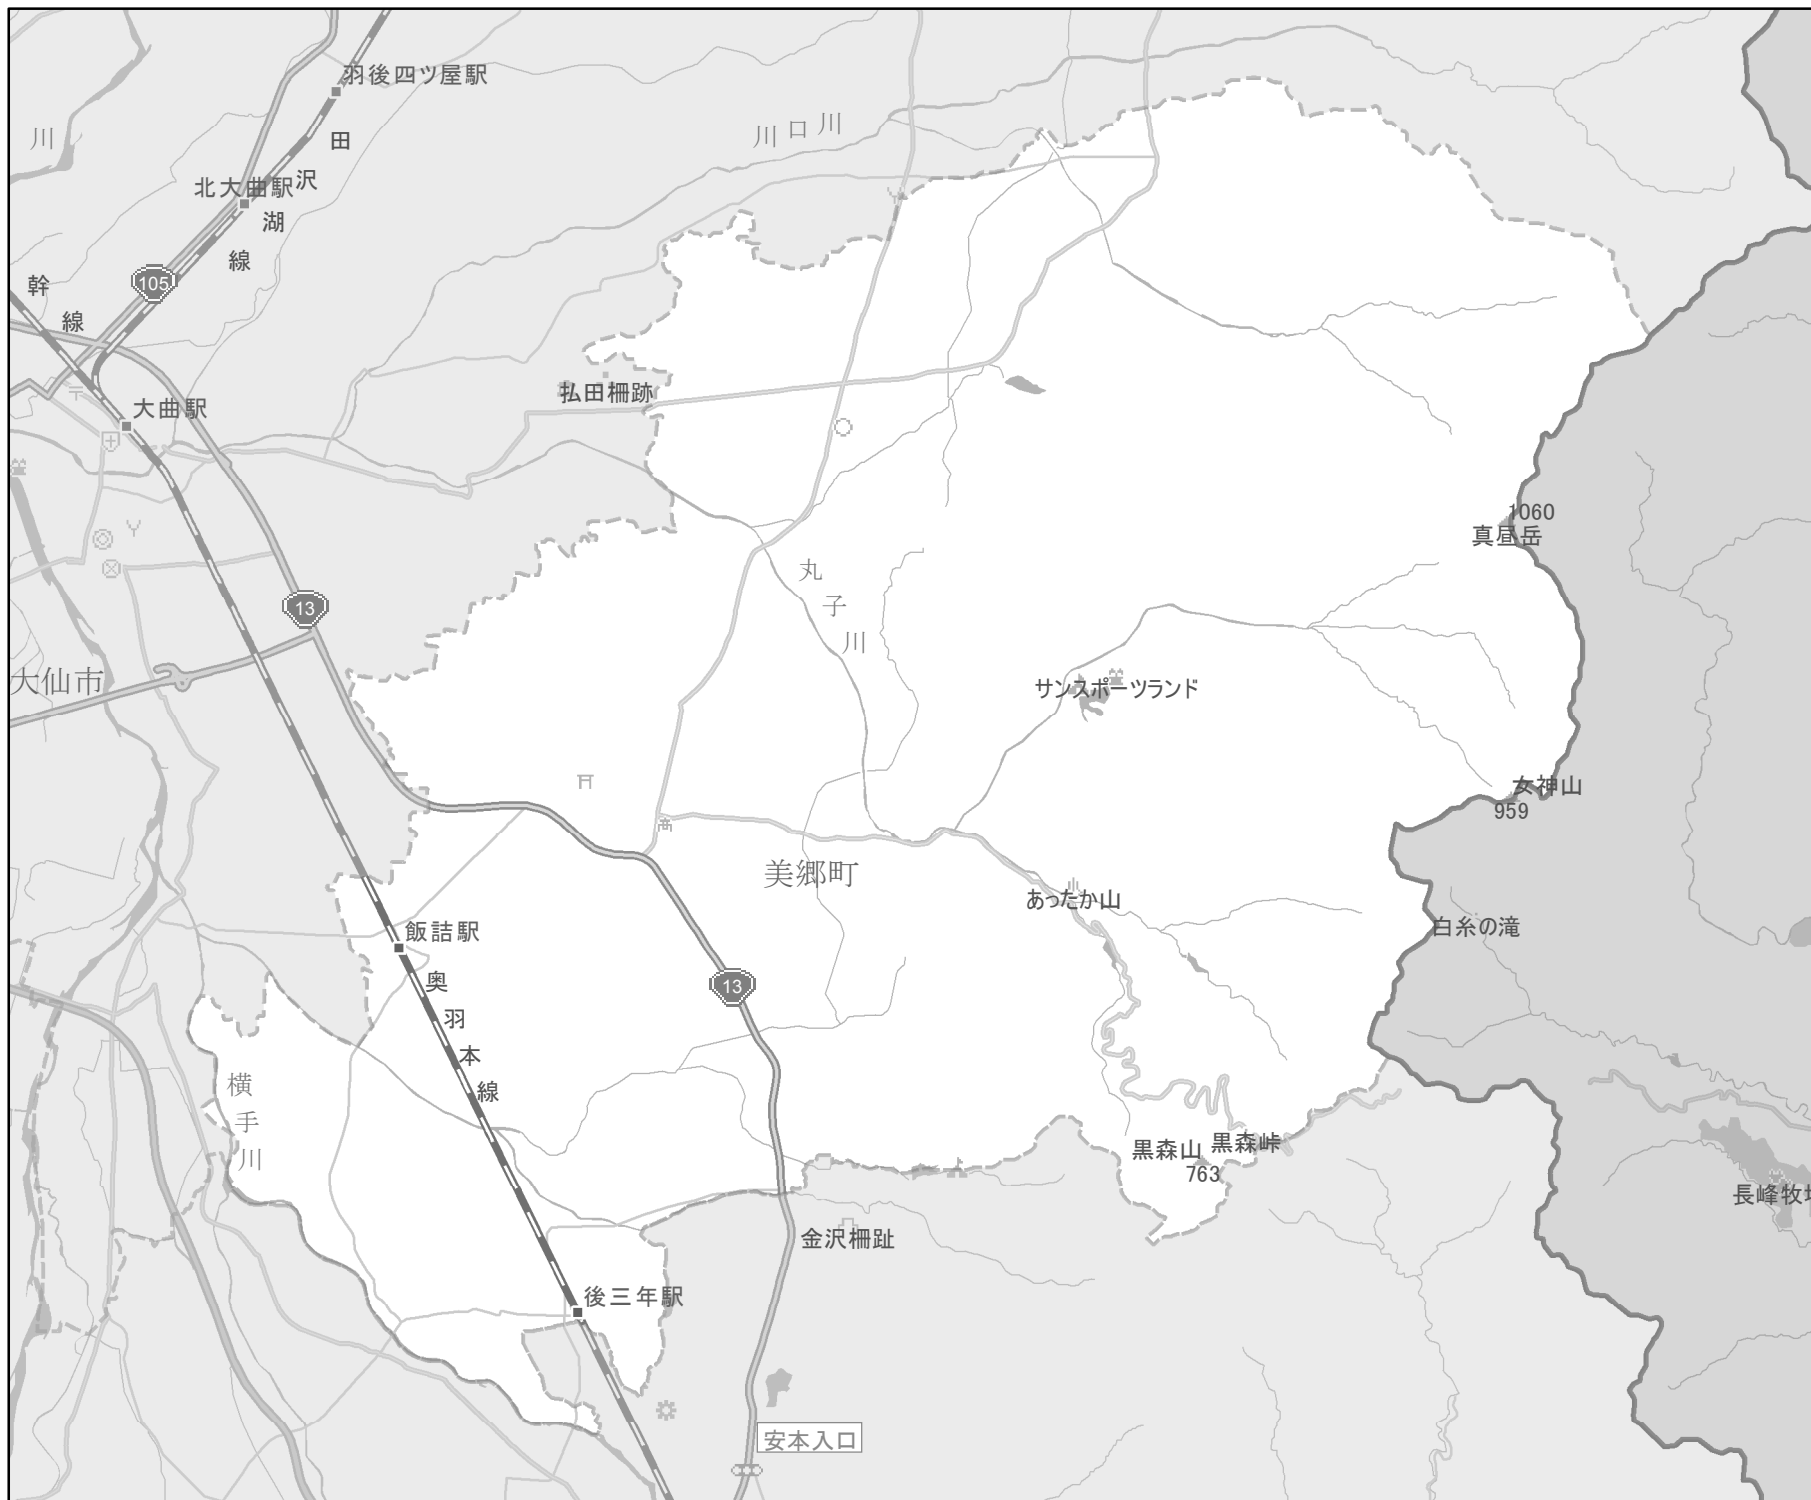 羽後四ツ屋駅
川
川口川
田沢湖線
北大曲駅
105
幹線
大曲駅
払田柵跡
1060
真昼岳
丸子川
13
大仙市
サンスポーツランド
女神山
959
美郷町
あったか山
白糸の滝
飯詰駅
奥羽本線
13
横手川
黒森山
黒森峠
763
長峰牧
金沢柵趾
後三年駅
安本入口